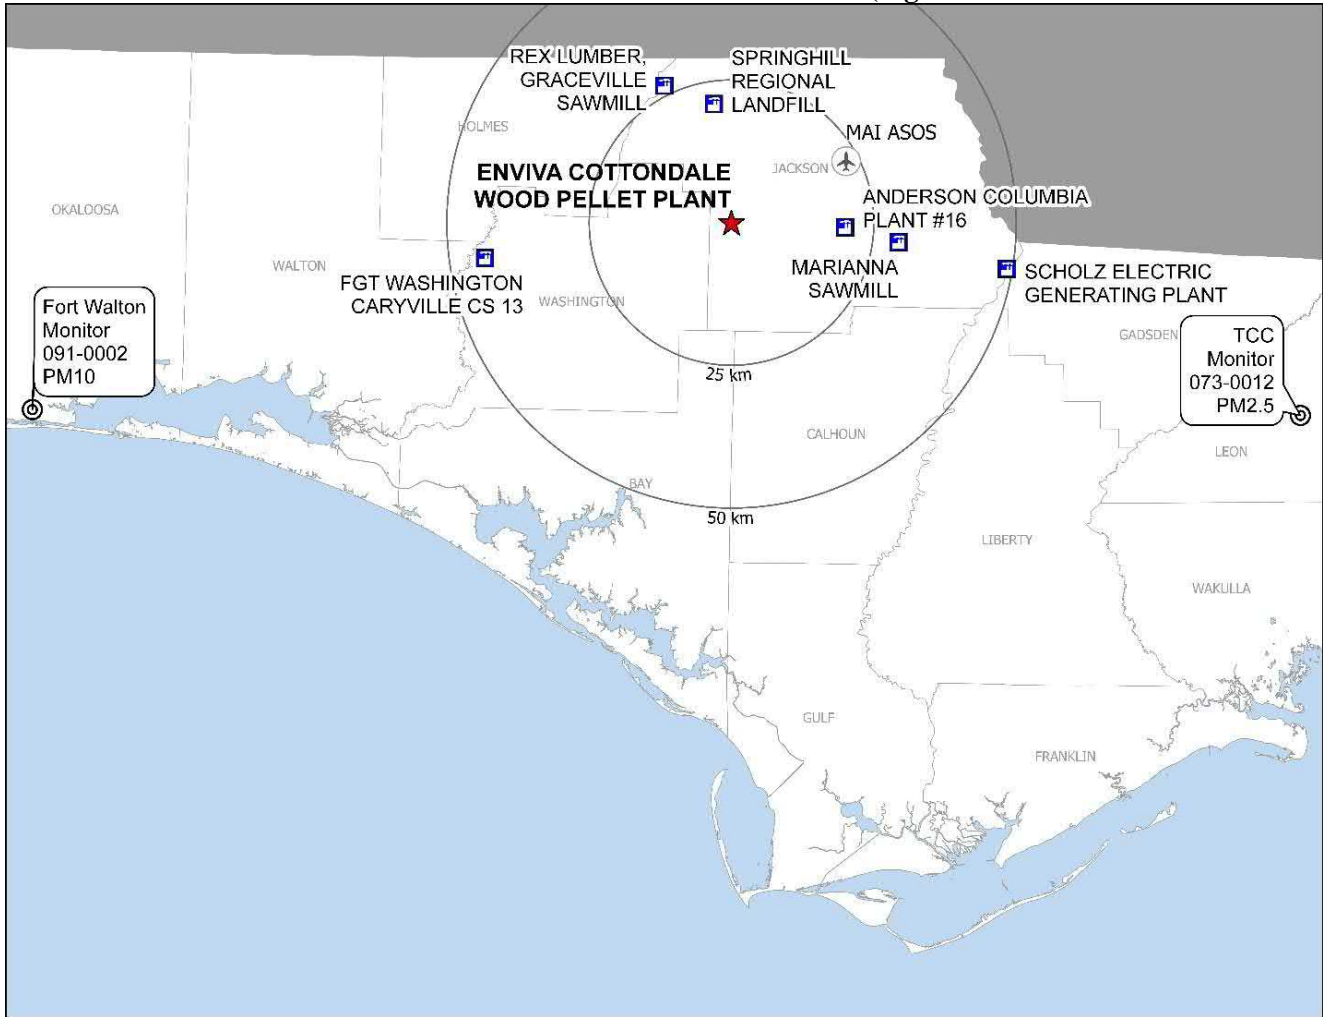 REX LUMBER,
GRACEVILLE
SAWMILL
SPRINGHILL
REGIONAL
LANDFILL
HOLMES
MAI ASOS
JACKSON
ENVIVA COTTONDALE
WOOD PELLET PLANT
ANDERSON COLUMBIA
PLANT #16
OKALOOSA
WALTON
MARIANNA
SAWMILL
SCHOLZ ELECTRIC
GENERATING PLANT
FGT WASHINGTON
CARYVILLE CS 13
WASHINGTON
Fort Walton
Monitor
091-0002
PM10
GADSDEN
TCC
Monitor
073-0012
PM2.5
25 km
CALHOUN
LEON
BAY
50 km
LIBERTY
WAKULLA
GULF
FRANKLIN